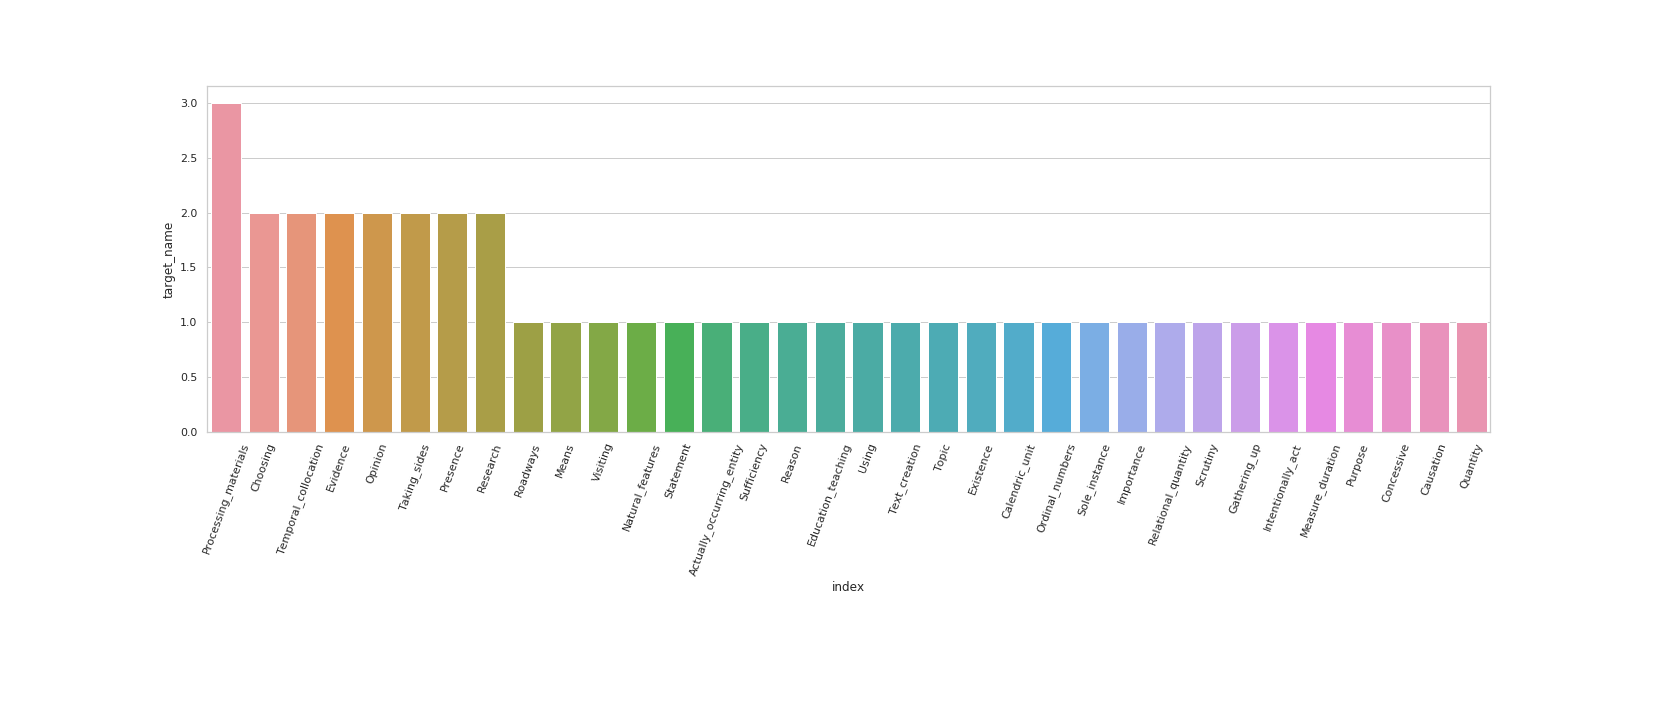 3.0
2.5
2.0
1.5
1.0
0.5
0.0
target_name
Processing_materials
Choosing
Temporal_collocation
Evidence
Opinion
Taking_sides
Presence
Research
Roadways
Means
Visiting
Natural_features
Statement
Actually_occurring_entity
Sufficiency
Reason
Education_teaching
Using
Text_creation
Topic
Existence
Calendric_unit
Ordinal_numbers
Sole_instance
Importance
Relational_quantity
Scrutiny
Gathering_up
Intentionally_act
Measure_duration
Purpose
Concessive
Causation
Quantity
index